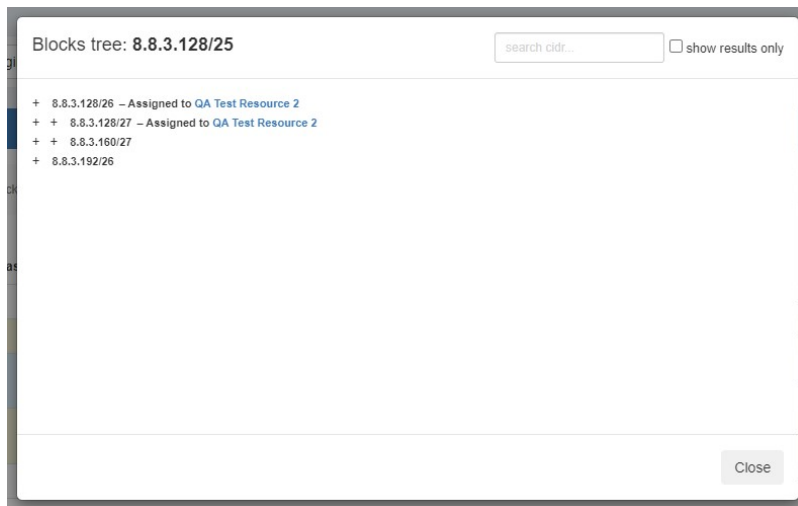 Blocks tree: 8.8.3.128/25
search cidr...
show results only
+ 8.8.3.128/26 – Assigned to QA Test Resource 2
+ + 8.8.3.128/27 – Assigned to QA Test Resource 2
+ + 8.8.3.160/27
+ 8.8.3.192/26
Close